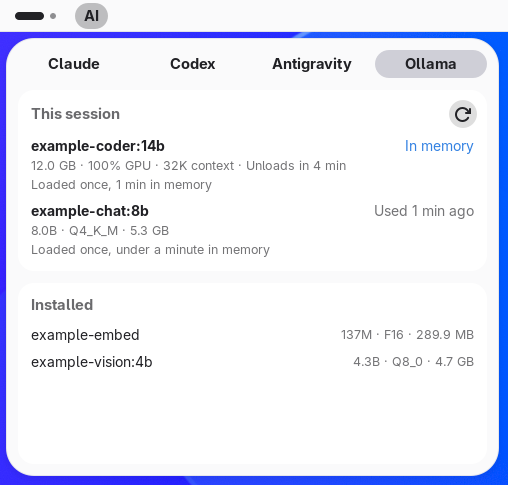 AI
Claude Codex Antigravity Ollama
This session
example-coder:14b In memory
12.0 GB · 100% GPU · 32K context · Unloads in 4 min
Loaded once, 1 min in memory
example-chat:8b Used 1 min ago
8.0B · Q4_K_M · 5.3 GB
Loaded once, under a minute in memory
Installed
example-embed 137M · F16 · 289.9 MB
example-vision:4b 4.3B · Q8_0 · 4.7 GB